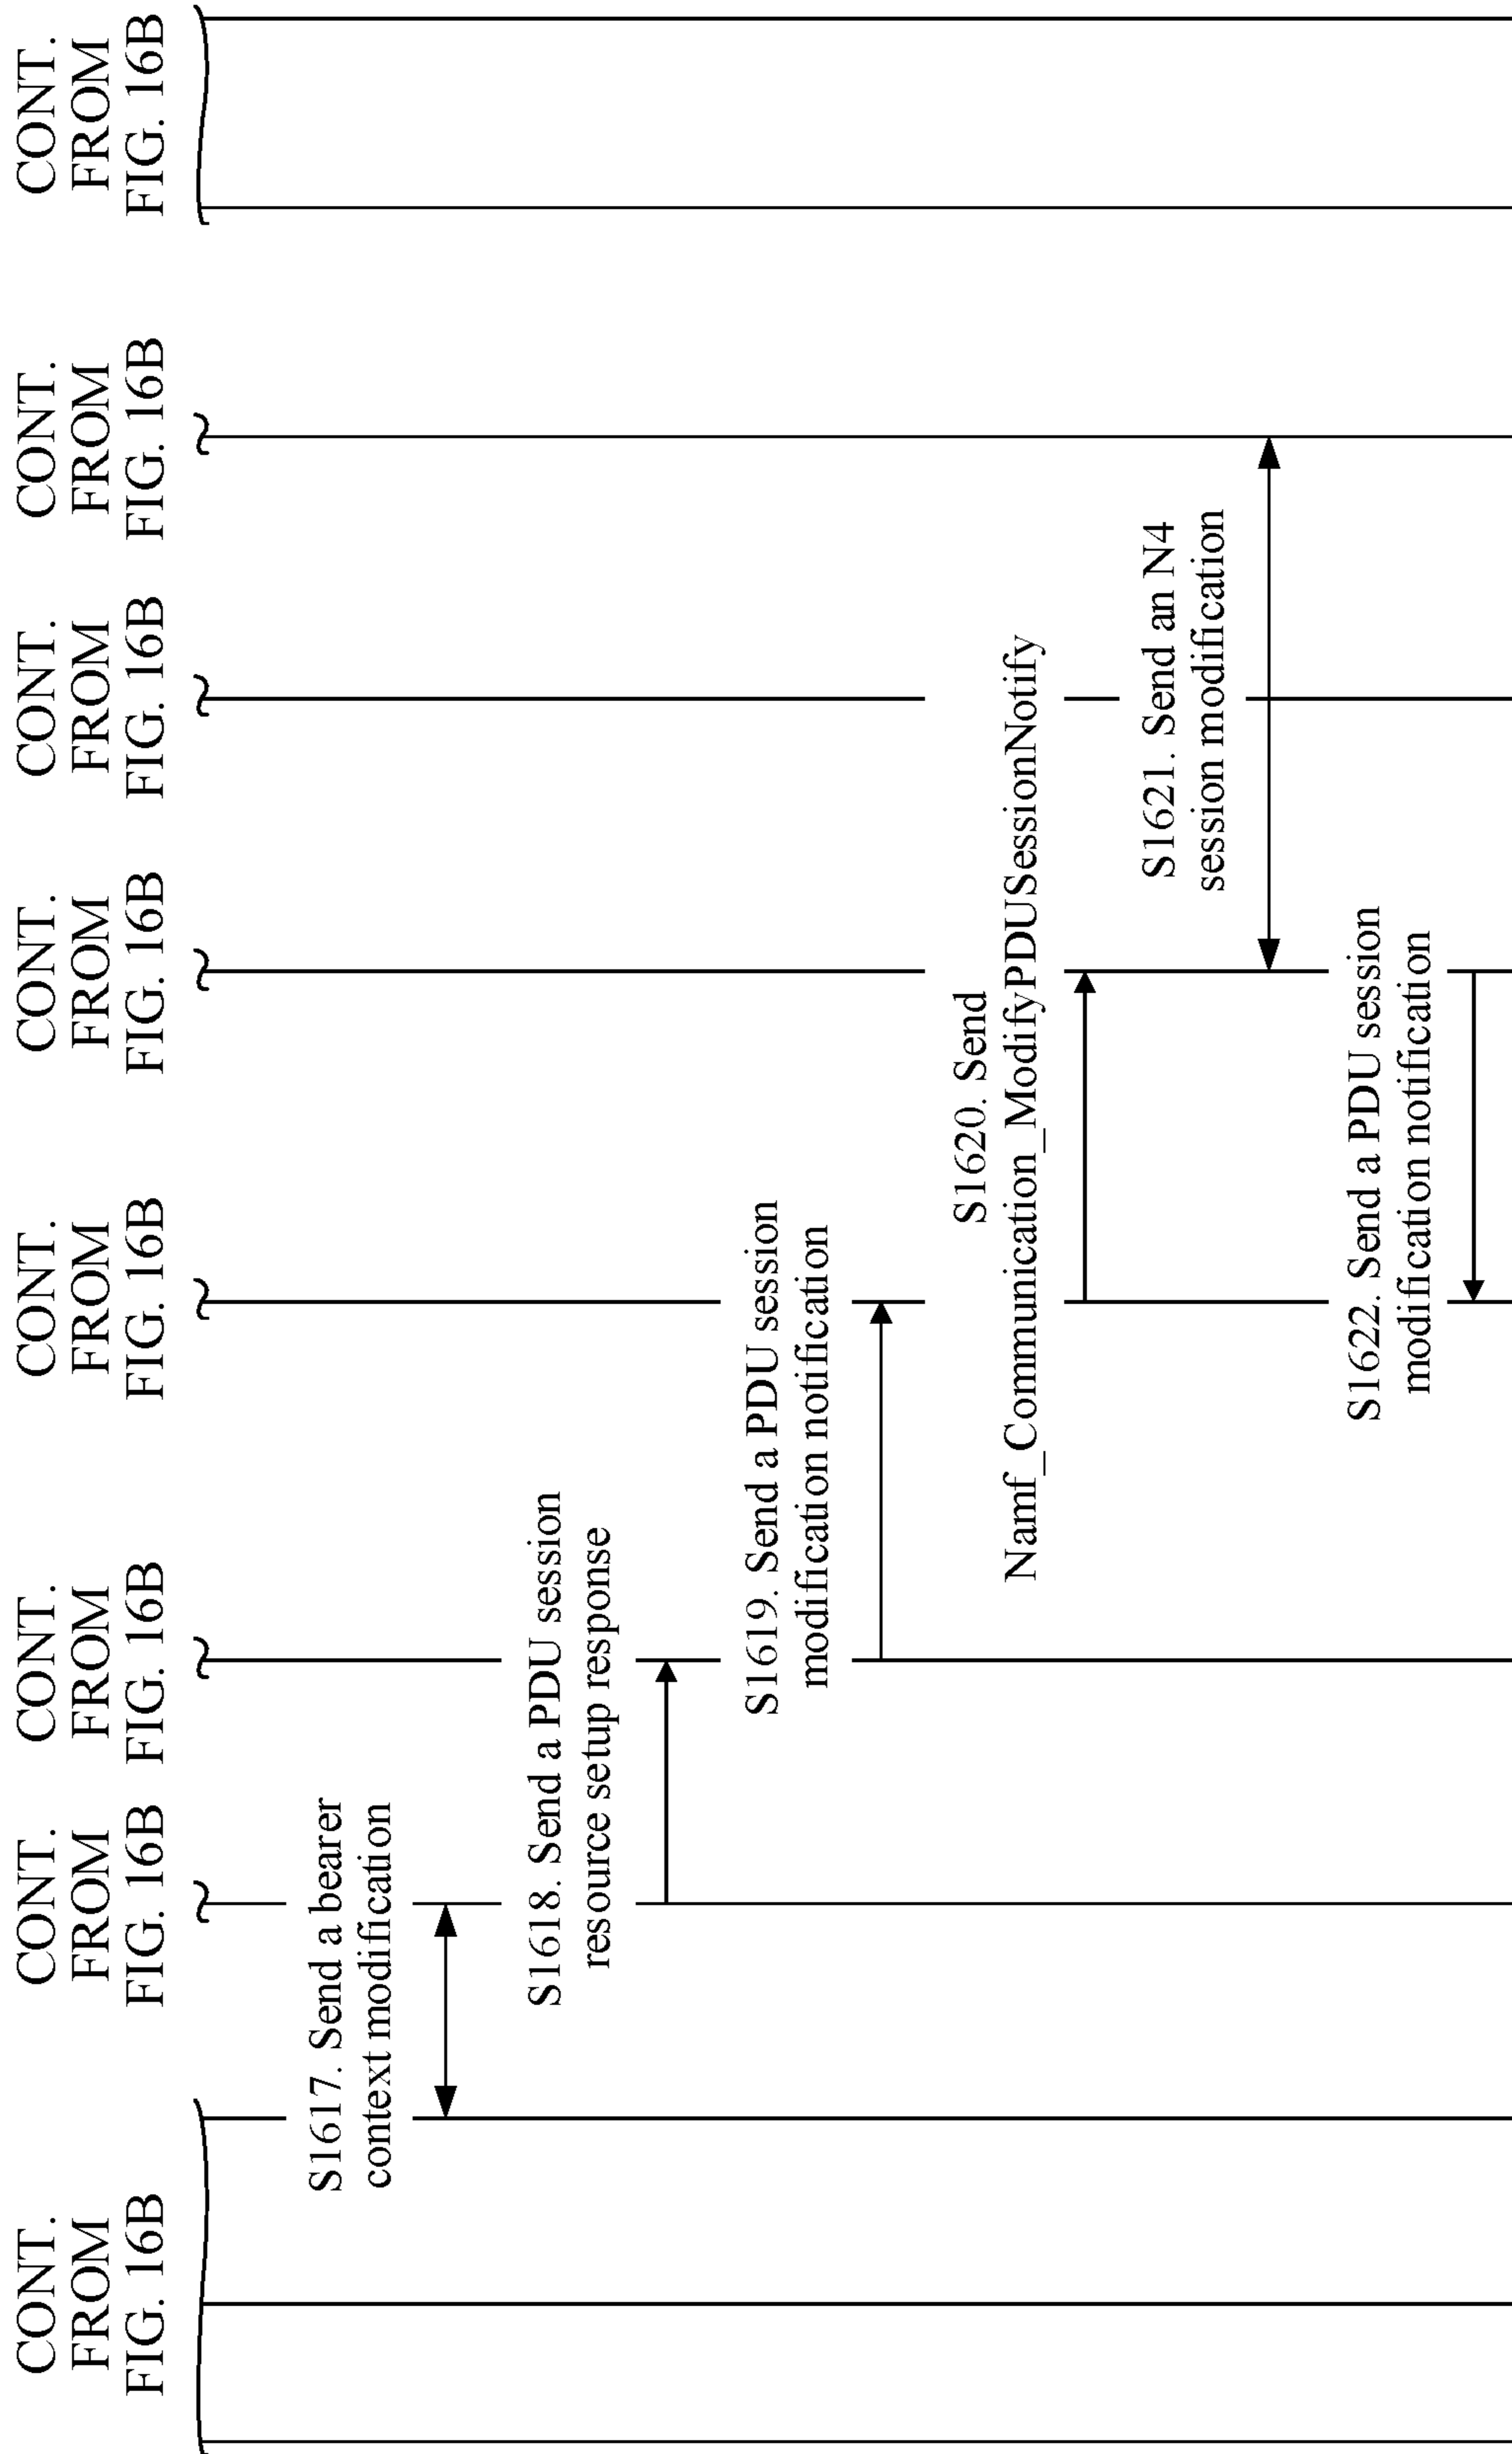 CONT.
FROM
FIG. 16B
CONT.
FROM
FIG. 16B
CONT.
FROM
FIG. 16B
CONT.
FROM
FIG. 16B
CONT.
FROM
FIG. 16B
CONT.
FROM
FIG. 16B
CONT.
FROM
FIG. 16B
CONT.
FROM
FIG. 16B
S1617. Send a bearer
context modification
S1618. Send a PDU session
resource setup response
S1619. Send a PDU session
modification notification
S1620. Send
Namf_Communication_ModifyPDUSessionNotify
S1621. Send an N4
session modification
S1622. Send a PDU session
modification notification